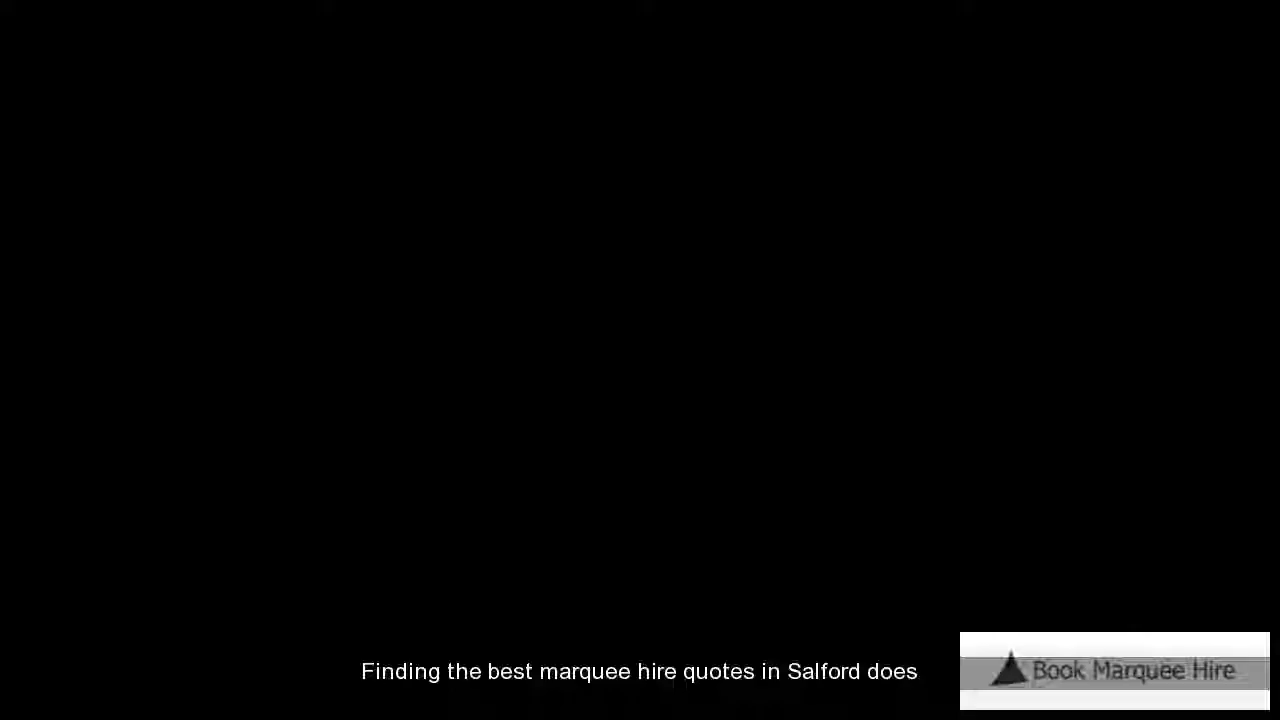 Finding the best marquee hire quotes in Salford does
Book Marquee Hire